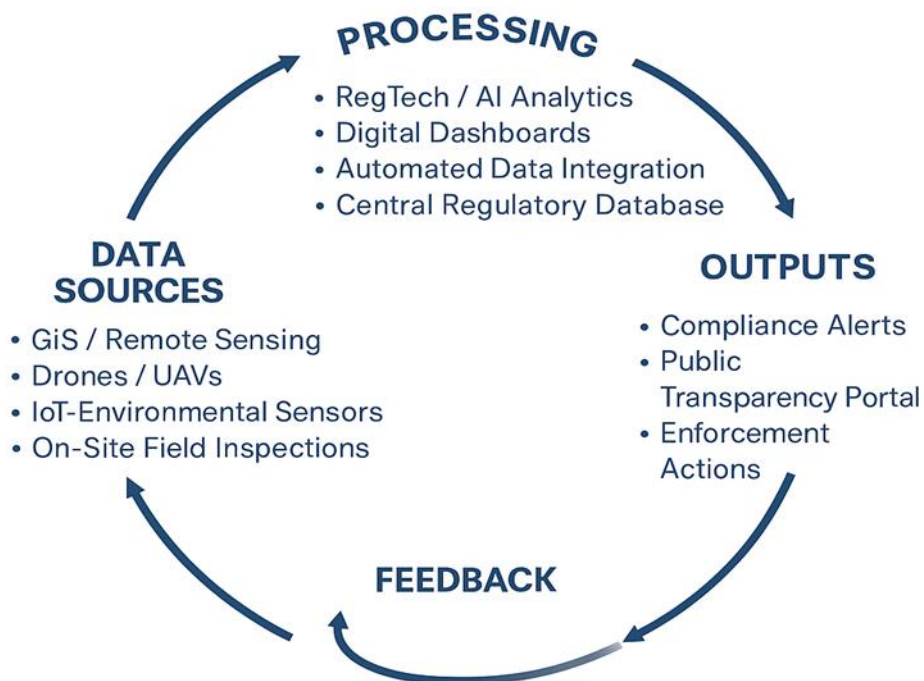 PROCESSING
• RegTech / AI Analytics
• Digital Dashboards
• Automated Data Integration
• Central Regulatory Database
DATA
SOURCES
• GiS / Remote Sensing
• Drones / UAVs
• IoT-Environmental Sensors
• On-Site Field Inspections
OUTPUTS
• Compliance Alerts
• Public
Transparency Portal
• Enforcement
Actions
FEEDBACK